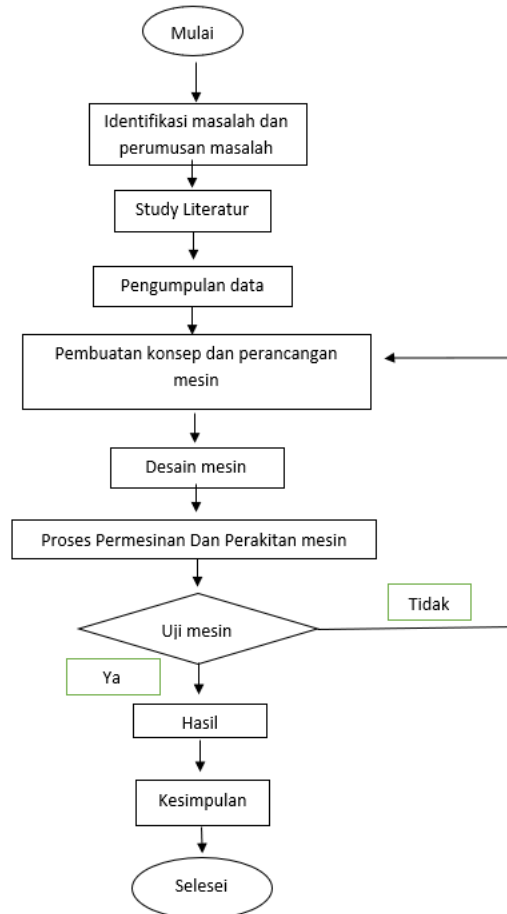 Mulai
Identifikasi masalah dan
perumusan masalah
Study Literatur
Pengumpulan data
Pembuatan konsep dan perancangan
mesin
Desain mesin
Proses Permesinan Dan Perakitan mesin
Tidak
Uji mesin
Ya
Hasil
Kesimpulan
Selesei